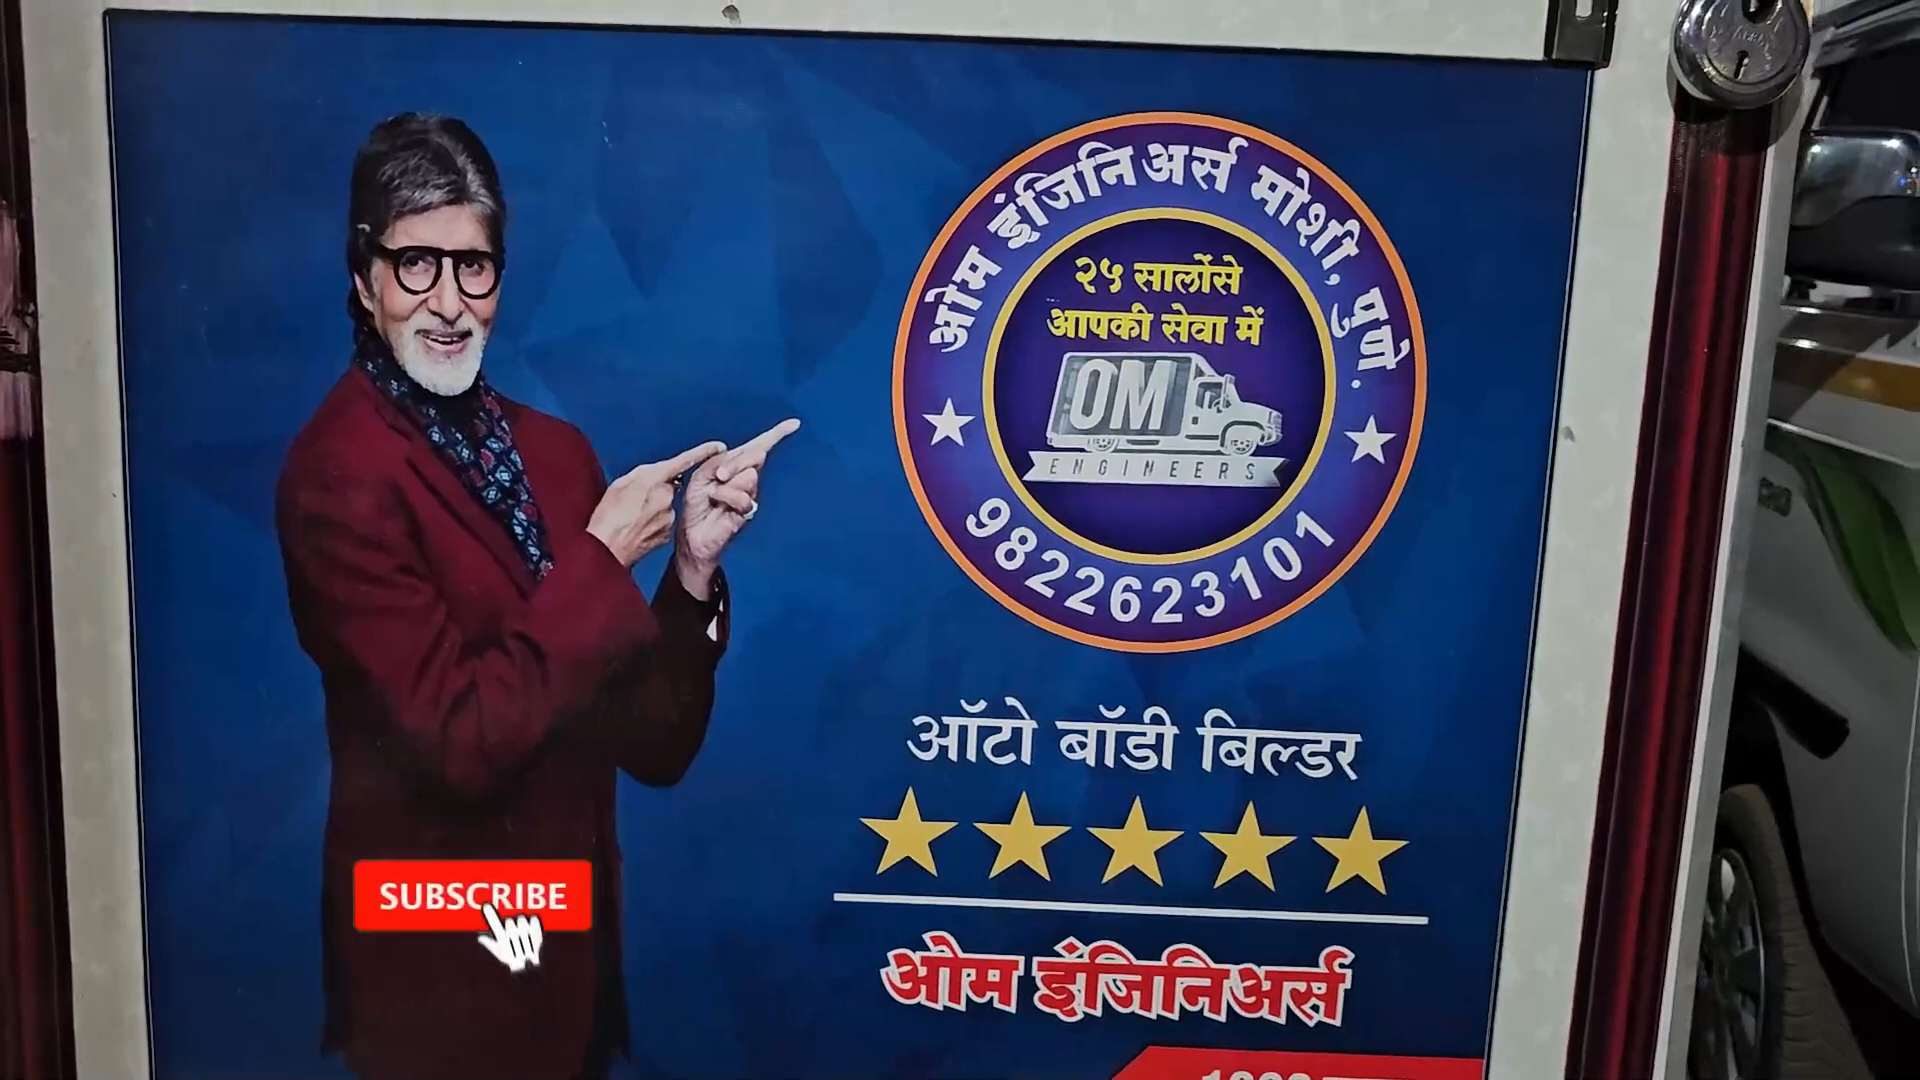 ओम इंजिनिअर्स मोशी, पुणे.
२५ सालोंसे
आपकी सेवा में
OM
ENGINEERS
9822623101
ऑटो बॉडी बिल्डर
ओम इंजिनिअर्स
SUBSCRIBE